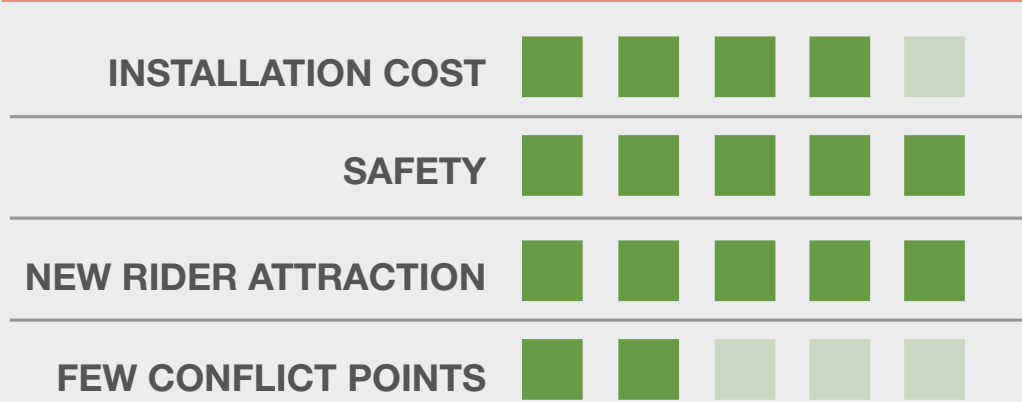 INSTALLATION COST
SAFETY
NEW RIDER ATTRACTION
FEW CONFLICT POINTS